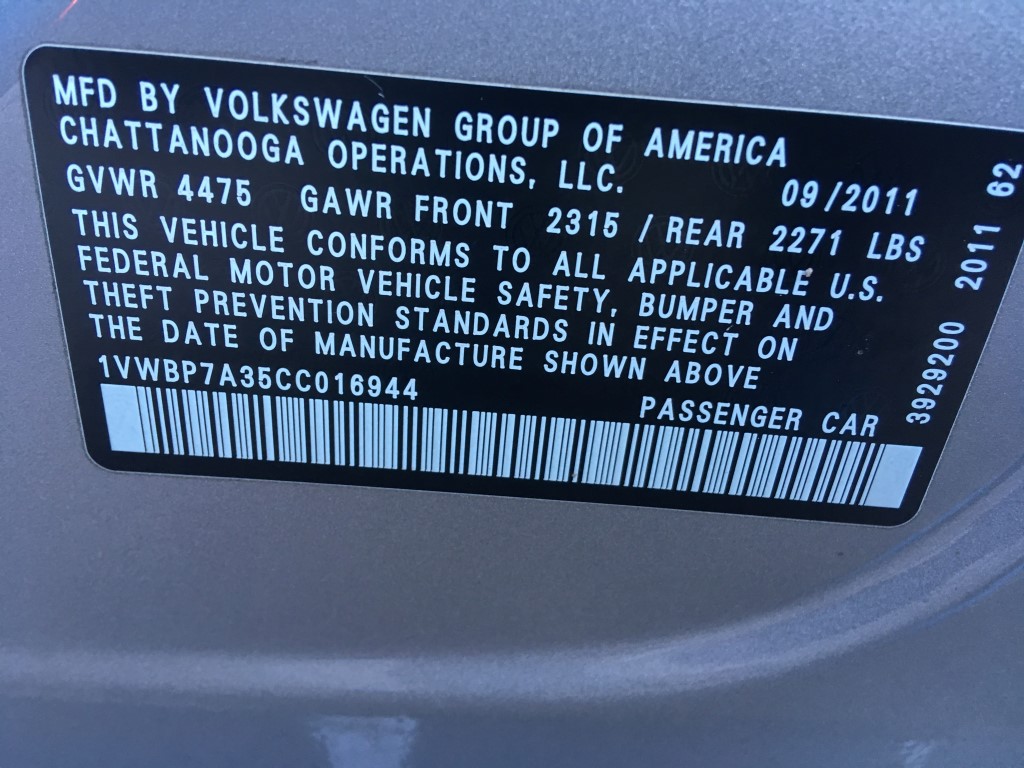 MFD BY VOLKSWAGEN GROUP OF AMERICA
CHATTANOOGA OPERATIONS, LLC.
09/2011
GVWR 4475 GAWR FRONT 2315 / REAR 2271 LBS
THIS VEHICLE CONFORMS TO ALL APPLICABLE U.S.
FEDERAL MOTOR VEHICLE SAFETY, BUMPER AND
THEFT PREVENTION STANDARDS IN EFFECT ON
THE DATE OF MANUFACTURE SHOWN ABOVE
1VWBP7A35CC016944
PASSENGER CAR
3929200 2011 62